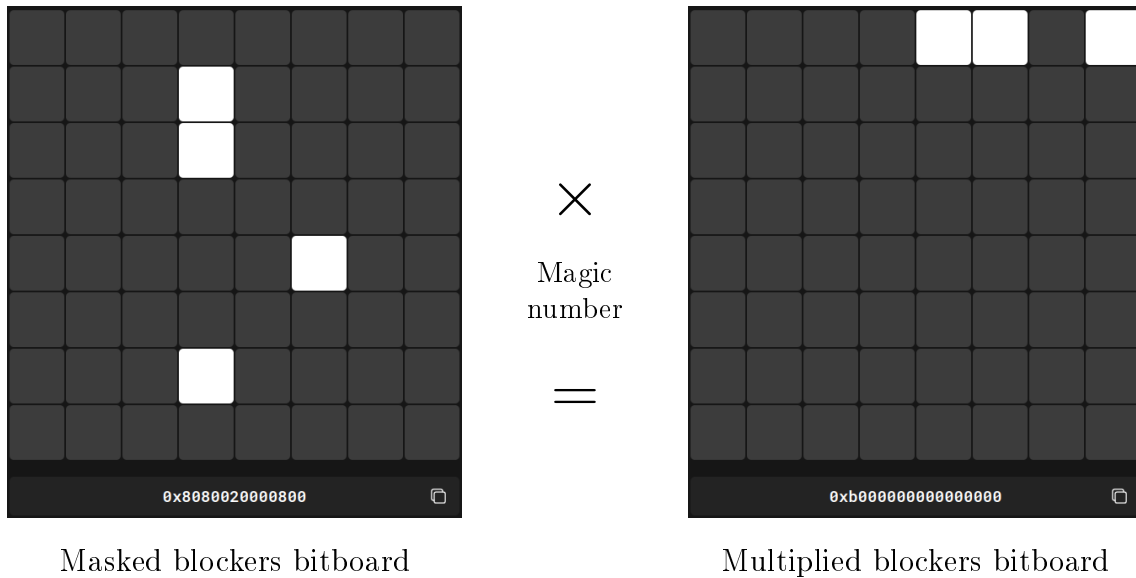 ×
Magic
number
=
0x8080020000800
0xb000000000000000
Masked blockers bitboard
Multiplied blockers bitboard